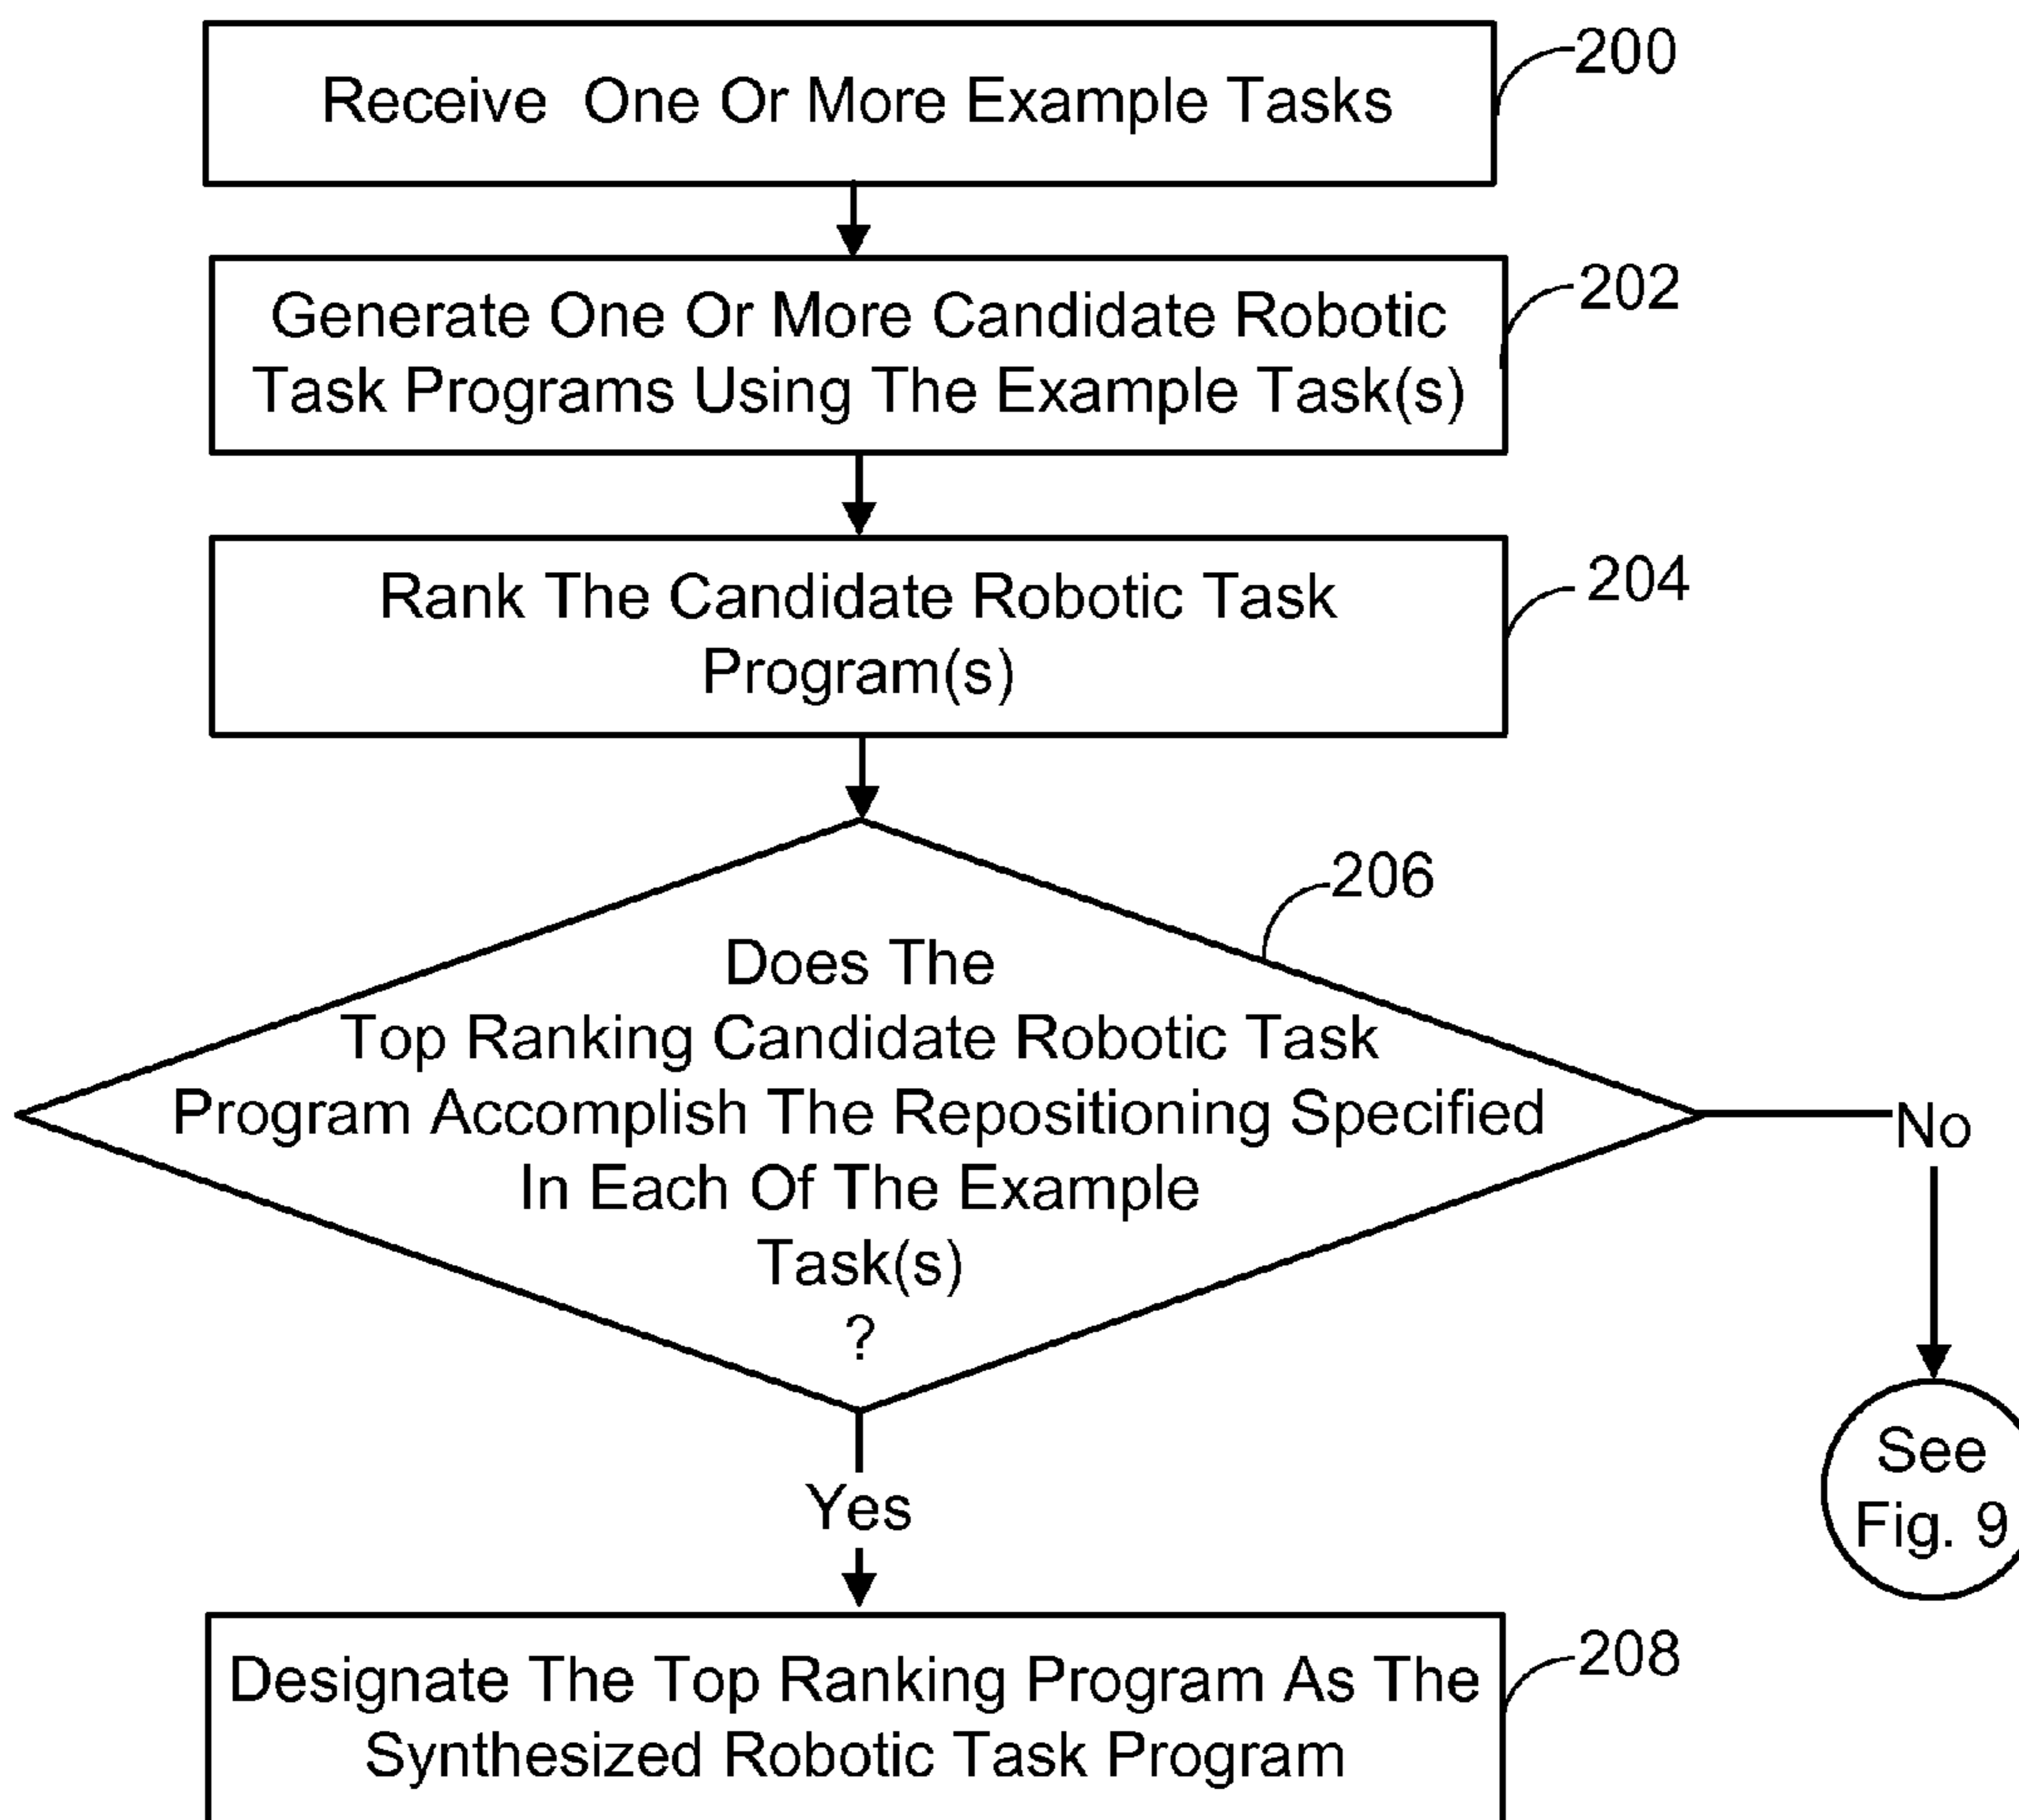 Receive One Or More Example Tasks
200
Generate One Or More Candidate Robotic
Task Programs Using The Example Task(s)
202
Rank The Candidate Robotic Task
Program(s)
204
206
Does The
Top Ranking Candidate Robotic Task
Program Accomplish The Repositioning Specified
In Each Of The Example
Task(s)
?
No
See
Fig. 9
Yes
Designate The Top Ranking Program As The
Synthesized Robotic Task Program
208